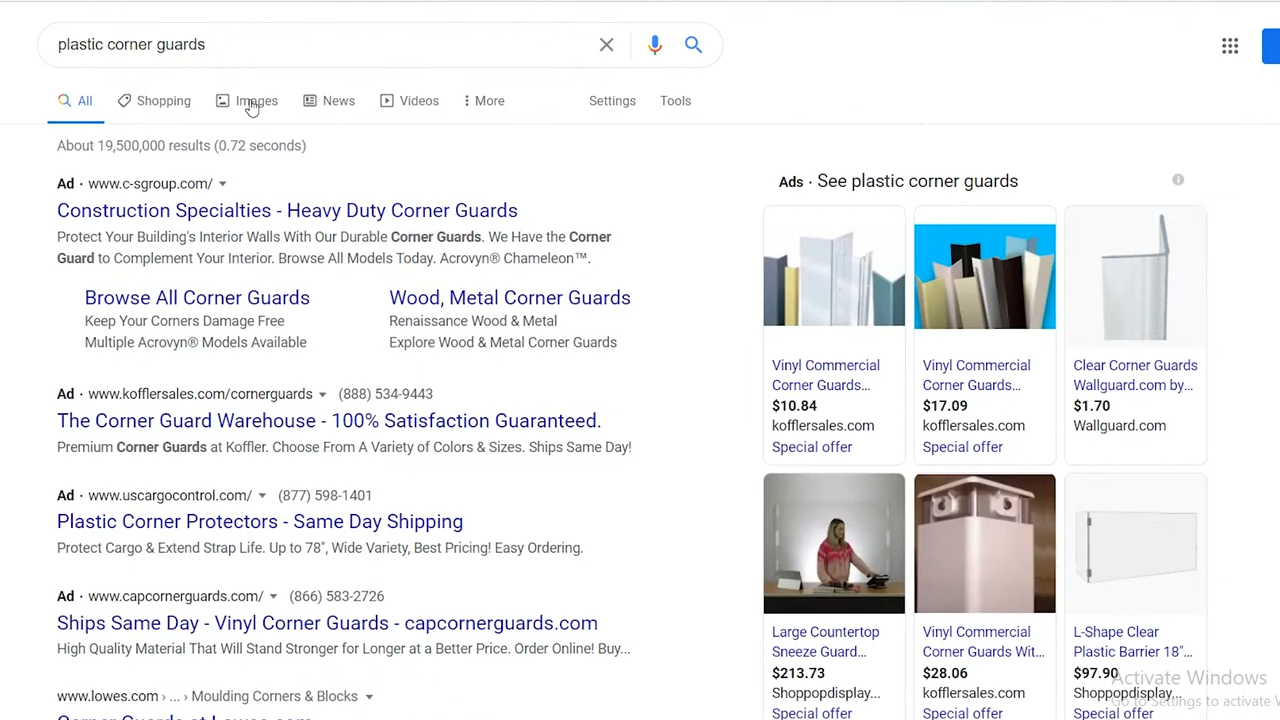 plastic corner guards
All
Shopping
Images
News
Videos
More
Settings
Tools
About 19,500,000 results (0.72 seconds)
Ad · www.c-sgroup.com/
Construction Specialties - Heavy Duty Corner Guards
Protect Your Building's Interior Walls With Our Durable Corner Guards. We Have the Corner
Guard to Complement Your Interior. Browse All Models Today. Acrovyn® Chameleon™.
Browse All Corner Guards
Keep Your Corners Damage Free
Multiple Acrovyn® Models Available
Wood, Metal Corner Guards
Renaissance Wood & Metal
Explore Wood & Metal Corner Guards
Ad · www.kofflersales.com/cornerguards (888) 534-9443
The Corner Guard Warehouse - 100% Satisfaction Guaranteed.
Premium Corner Guards at Koffler. Choose From A Variety of Colors & Sizes. Ships Same Day!
Ad · www.uscargocontrol.com/ (877) 598-1401
Plastic Corner Protectors - Same Day Shipping
Protect Cargo & Extend Strap Life. Up to 78", Wide Variety, Best Pricing! Easy Ordering.
Ad · www.capcornerguards.com/ (866) 583-2726
Ships Same Day - Vinyl Corner Guards - capcornerguards.com
High Quality Material That Will Stand Stronger for Longer at a Better Price. Order Online! Buy...
www.lowes.com › ... › Moulding Corners & Blocks
Corner Guards at Lowes.com
Ads · See plastic corner guards
Vinyl Commercial
Corner Guards...
$10.84
kofflersales.com
Special offer
Vinyl Commercial
Corner Guards...
$17.09
kofflersales.com
Special offer
Clear Corner Guards
Wallguard.com by...
$1.70
Wallguard.com
Large Countertop
Sneeze Guard...
$213.73
Shoppopdisplay...
Special offer
Vinyl Commercial
Corner Guards Wit...
$28.06
kofflersales.com
Special offer
L-Shape Clear
Plastic Barrier 18"...
$97.90
Shoppopdisplay...
Special offer
Activate Windows
Go to Settings to activate W